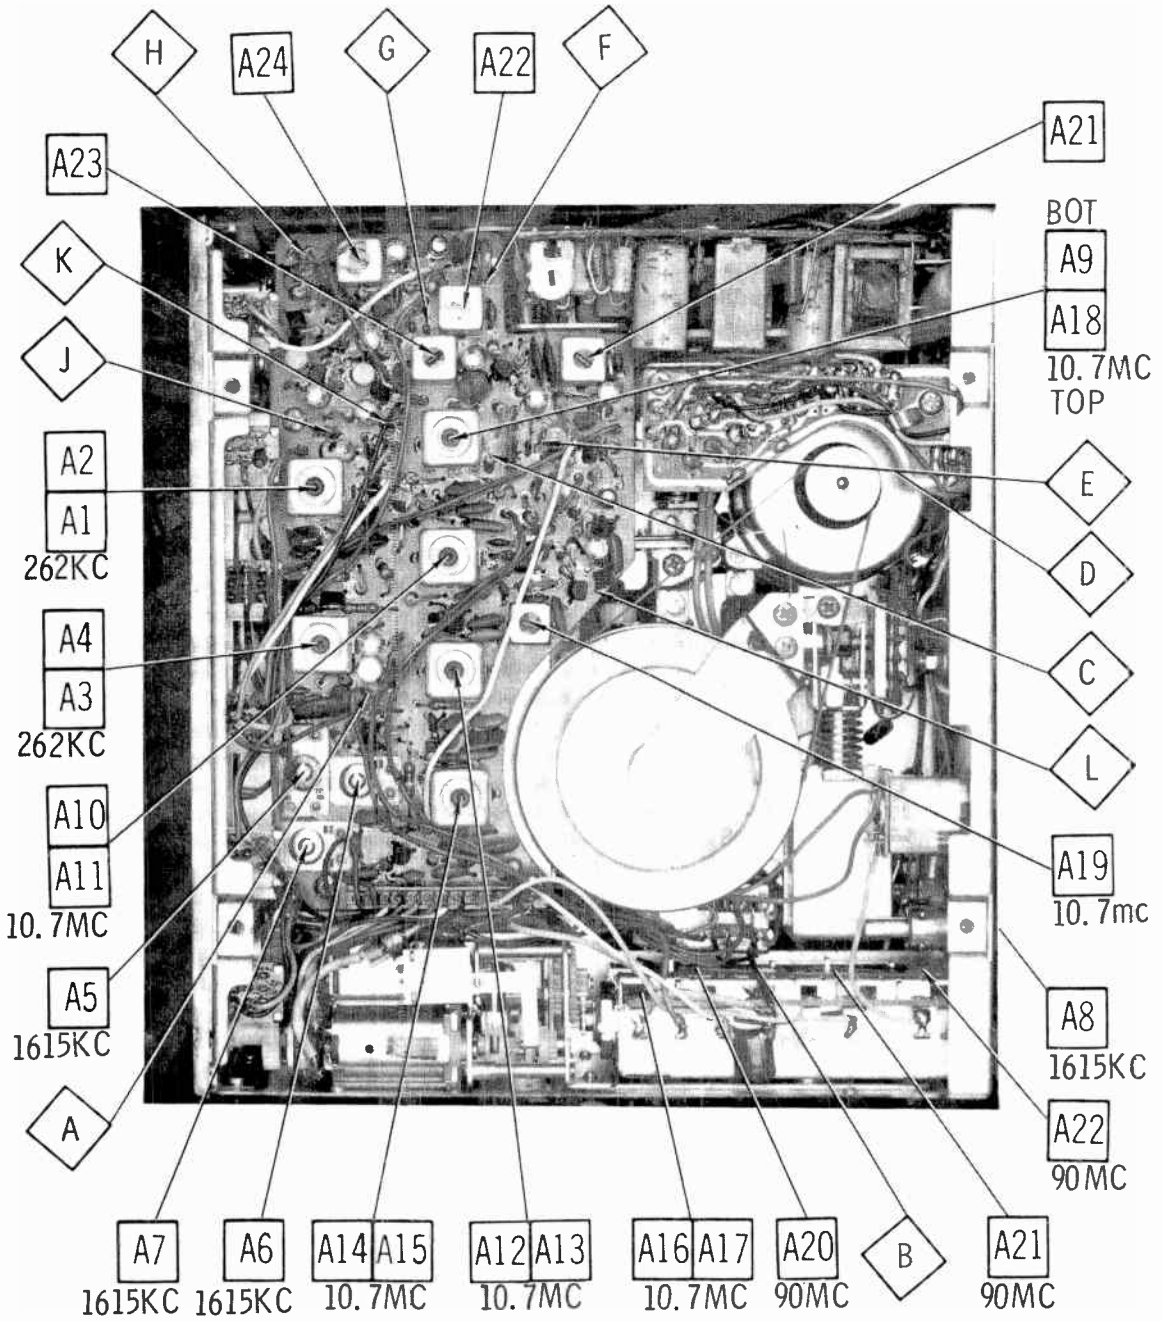 H
A24
G
A22
F
A23
A21
K
BOT
A9
A18
10.7MC
TOP
J
A2
A1
262KC
E
D
A4
A3
262KC
C
L
A10
A11
10.7MC
A19
10.7mc
A5
1615KC
A8
1615KC
A
A22
90MC
A7
1615KC
A6
1615KC
A14 A15
10.7MC
A12 A13
10.7MC
A16 A17
10.7MC
A20
90MC
B
A21
90MC